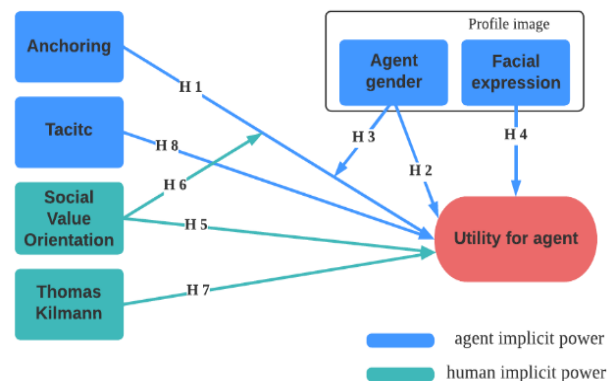 Profile image
Anchoring
Agent
gender
Facial
expression
H 1
H 3
H 4
Tacitc
H 8
H 2
H 6
Social
Value
Orientation
H 5
Utility for agent
Thomas
Kilmann
H 7
agent implicit power
human implicit power